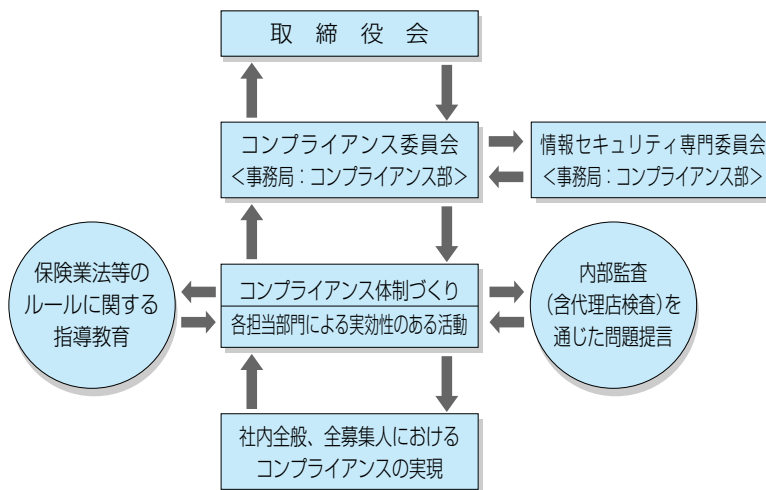 取締役会
コンプライアンス委員会
＜事務局：コンプライアンス部＞
情報セキュリティ専門委員会
＜事務局：コンプライアンス部＞
保険業法等の
ルールに関する
指導教育
コンプライアンス体制づくり
各担当部門による実効性のある活動
内部監査
（含代理店検査）を
通じた問題提言
社内全般、全募集人における
コンプライアンスの実現